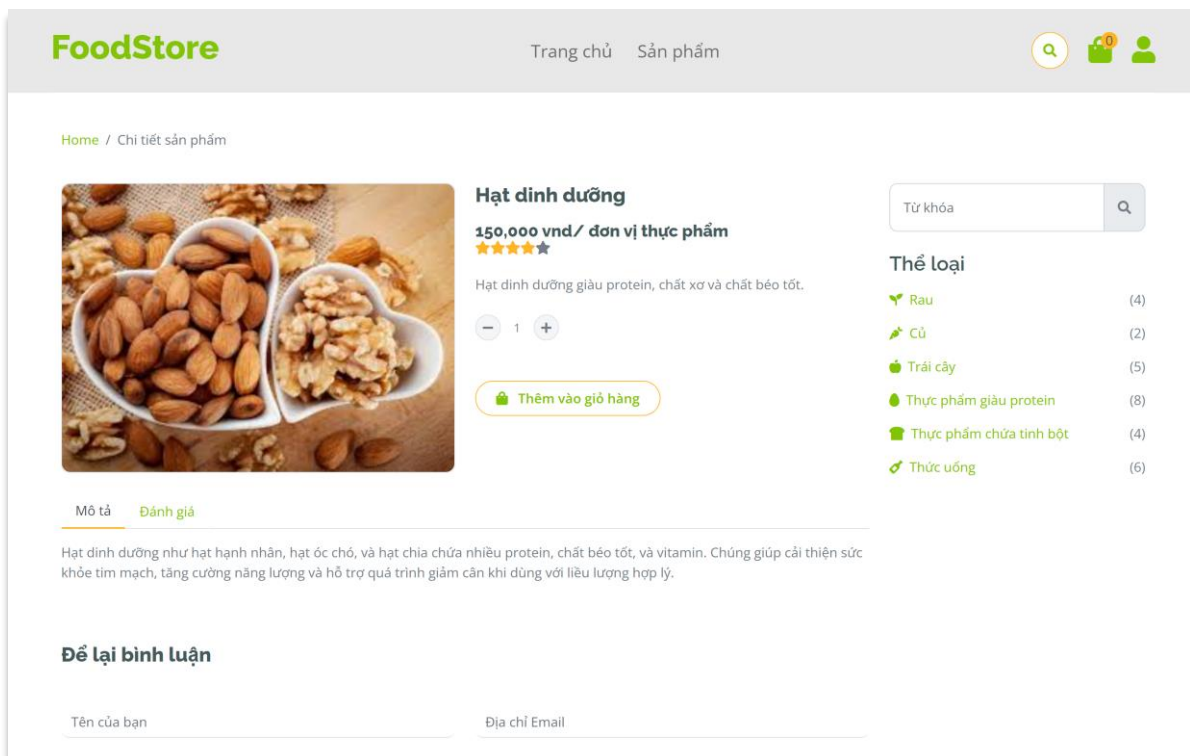 FoodStore
Trang chủ
Sản phẩm
0
Home / Chi tiết sản phẩm
Hạt dinh dưỡng
150,000 vnd/ đơn vị thực phẩm
Hạt dinh dưỡng giàu protein, chất xơ và chất béo tốt.
1
Thêm vào giỏ hàng
Từ khóa
Thể loại
Rau (4)
Củ (2)
Trái cây (5)
Thực phẩm giàu protein (8)
Thực phẩm chứa tinh bột (4)
Thức uống (6)
Mô tả
Đánh giá
Hạt dinh dưỡng như hạt hạnh nhân, hạt óc chó, và hạt chia chứa nhiều protein, chất béo tốt, và vitamin. Chúng giúp cải thiện sức
khỏe tim mạch, tăng cường năng lượng và hỗ trợ quá trình giảm cân khi dùng với liều lượng hợp lý.
Để lại bình luận
Tên của bạn
Địa chỉ Email